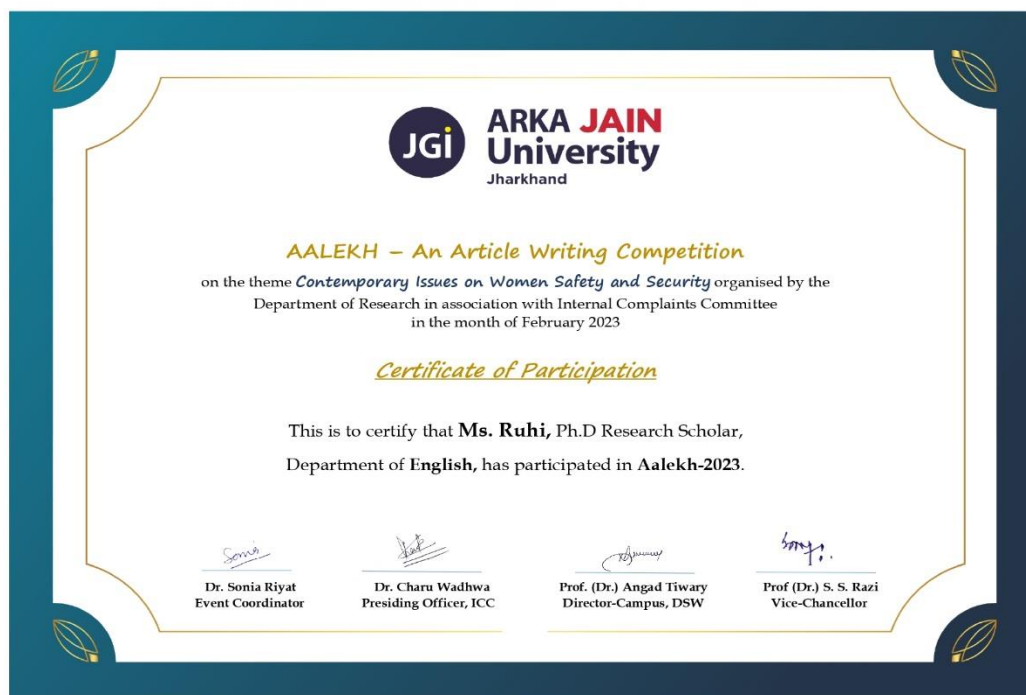 JGi
ARKA JAIN
University
Jharkhand
AALEKH – An Article Writing Competition
on the theme Contemporary Issues on Women Safety and Security organised by the
Department of Research in association with Internal Complaints Committee
in the month of February 2023
Certificate of Participation
This is to certify that Ms. Ruhi, Ph.D Research Scholar,
Department of English, has participated in Aalekh-2023.
Dr. Sonia Riyat
Event Coordinator
Dr. Charu Wadhwa
Presiding Officer, ICC
Prof. (Dr.) Angad Tiwary
Director-Campus, DSW
Prof (Dr.) S. S. Razi
Vice-Chancellor